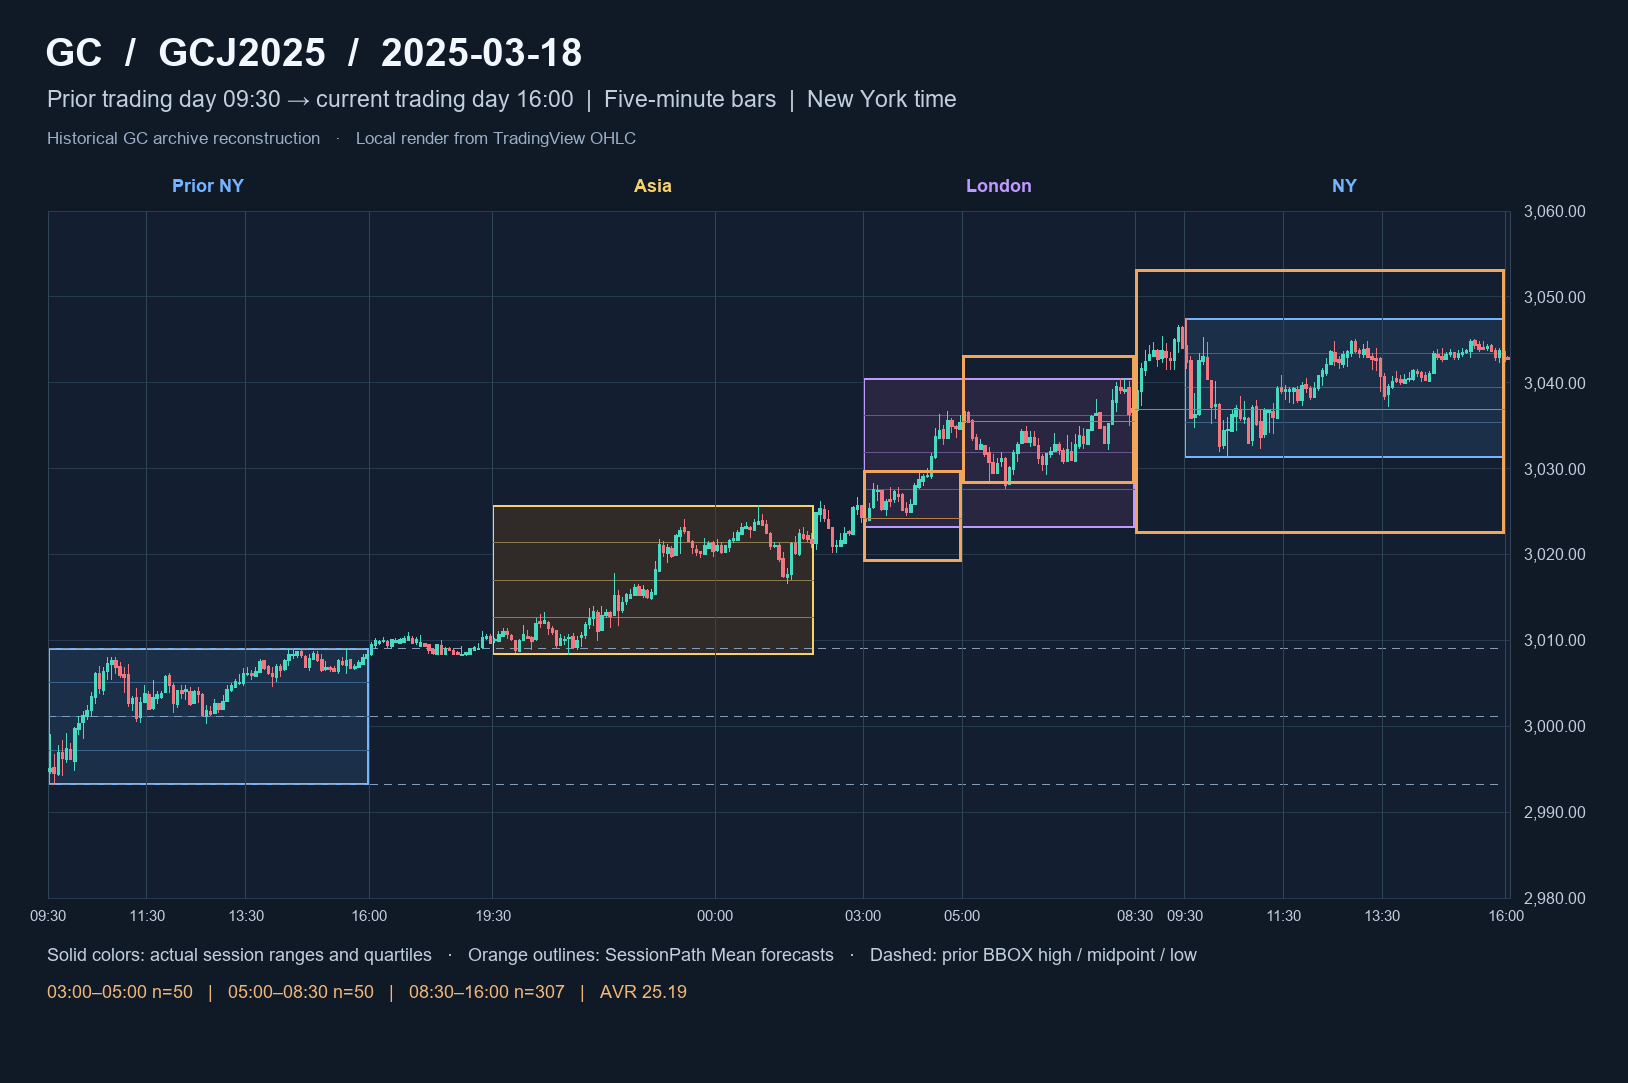 GC / GCJ2025 / 2025-03-18
Prior trading day 09:30 → current trading day 16:00 | Five-minute bars | New York time
Historical GC archive reconstruction · Local render from TradingView OHLC
Prior NY Asia London NY
3,060.00
3,050.00
3,040.00
3,030.00
3,020.00
3,010.00
3,000.00
2,990.00
2,980.00
09:30 11:30 13:30 16:00 19:30 00:00 03:00 05:00 08:30 09:30 11:30 13:30 16:00
Solid colors: actual session ranges and quartiles · Orange outlines: SessionPath Mean forecasts · Dashed: prior BBOX high / midpoint / low
03:00–05:00 n=50 | 05:00–08:30 n=50 | 08:30–16:00 n=307 | AVR 25.19